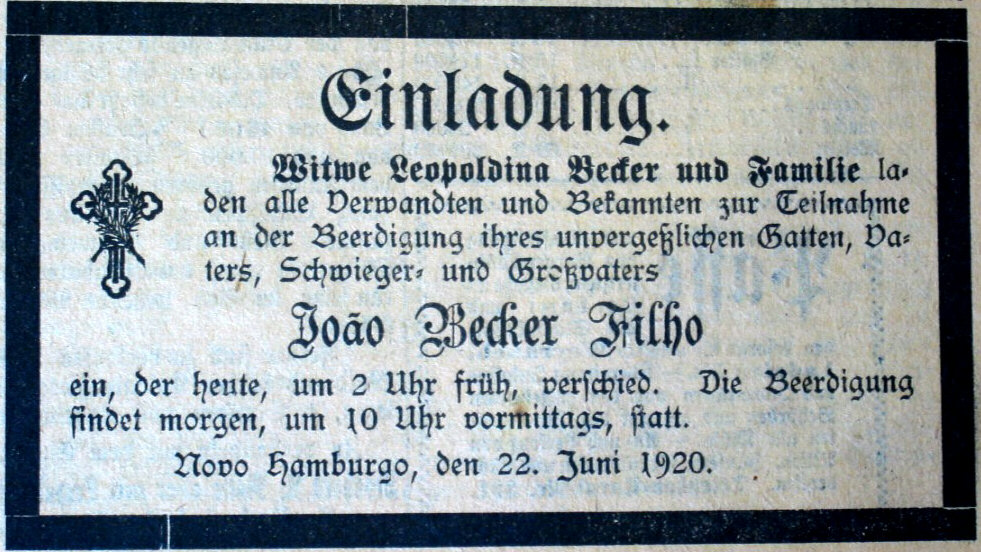 Einladung.
Witwe Leopoldina Becker und Familie la-
den alle Verwandten und Bekannten zur Teilnahme
an der Beerdigung ihres unvergeßlichen Gatten, Va-
ters, Schwieger- und Großvaters
João Becker Filho
ein, der heute, um 2 Uhr früh, verschied. Die Beerdigung
findet morgen, um 10 Uhr vormittags, statt.
Novo Hamburgo, den 22. Juni 1920.